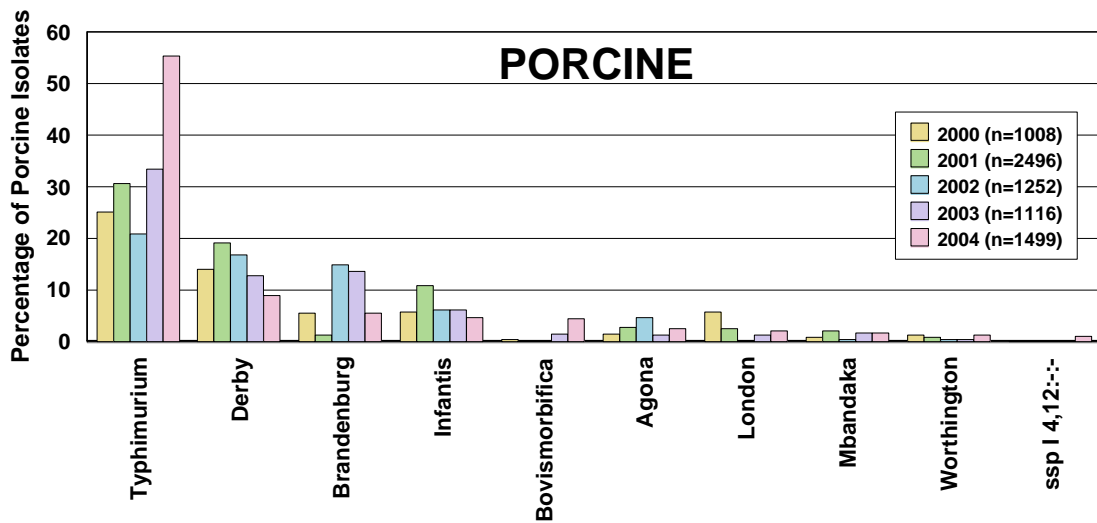 PORCINE
Percentage of Porcine Isolates
60
50
40
30
20
10
0
2000 (n=1008)
2001 (n=2496)
2002 (n=1252)
2003 (n=1116)
2004 (n=1499)
Typhimurium
Derby
Brandenburg
Infantis
Bovismorbifica
Agona
London
Mbandaka
Worthington
ssp I 4,12:-:-